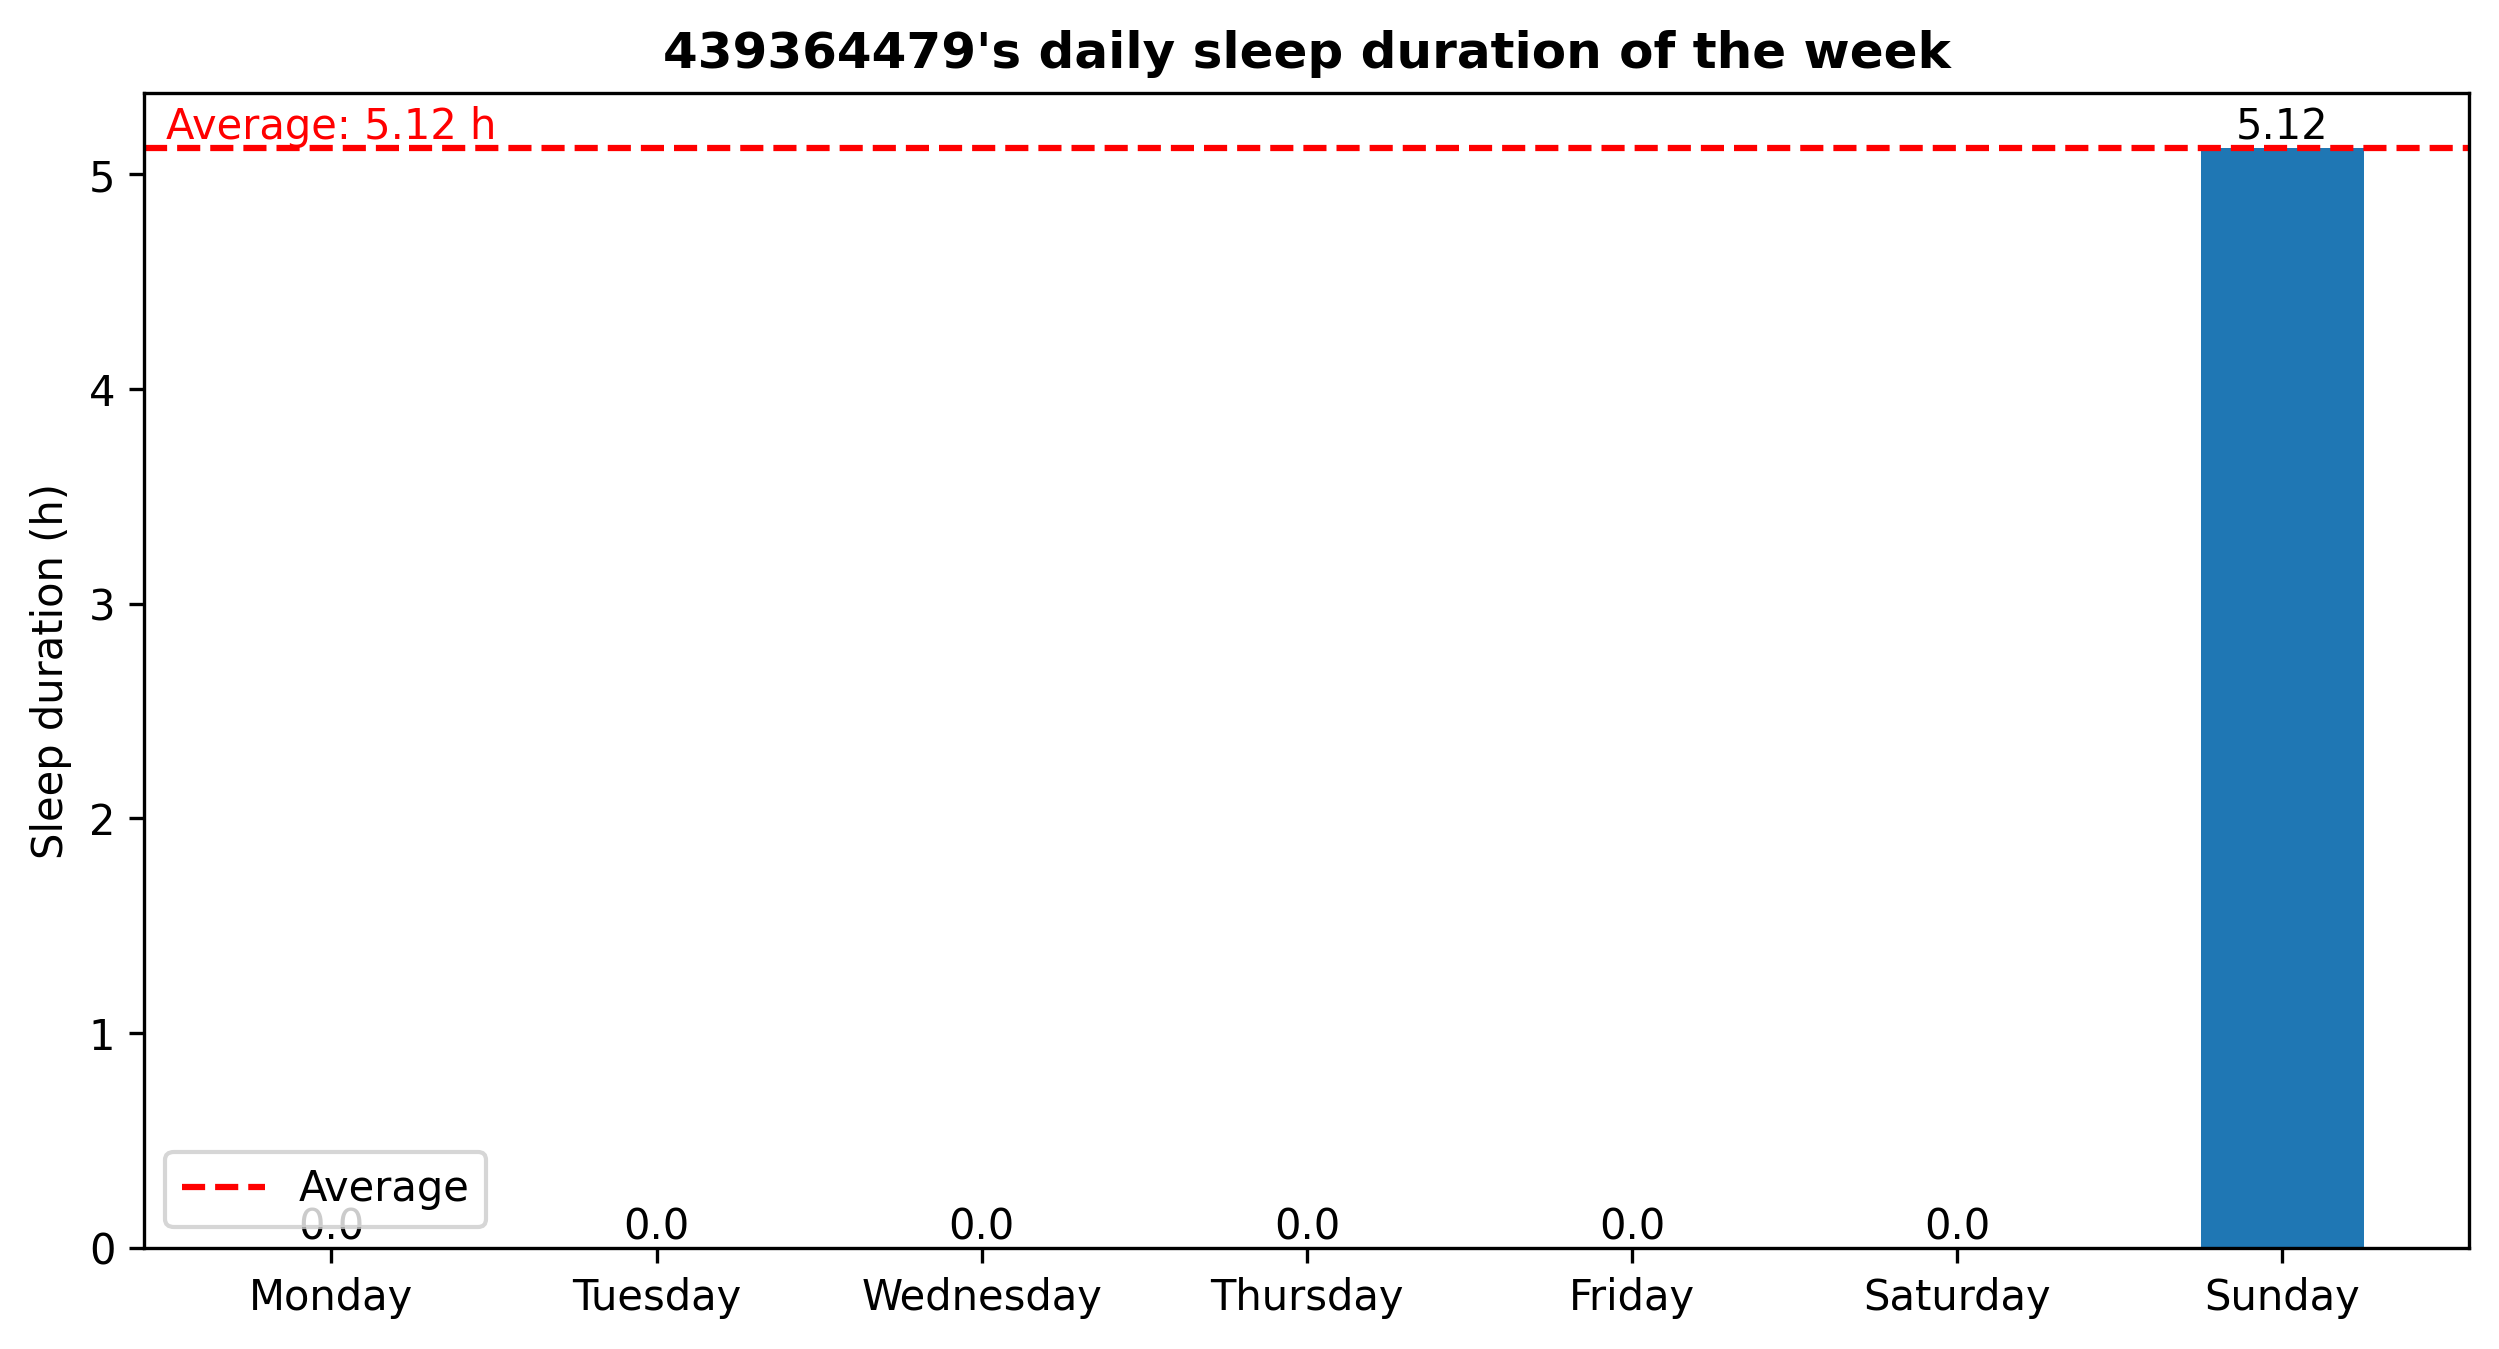 439364479's daily sleep duration of the week
Average: 5.12 h
5.12
5
4
3
2
1
0
Sleep duration (h)
Average
0.0
0.0
0.0
0.0
0.0
0.0
Monday
Tuesday
Wednesday
Thursday
Friday
Saturday
Sunday